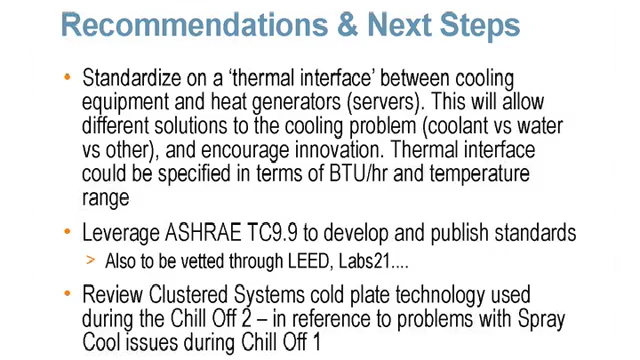 Recommendations & Next Steps
• Standardize on a ‘thermal interface’ between cooling
equipment and heat generators (servers). This will allow
different solutions to the cooling problem (coolant vs water
vs other), and encourage innovation. Thermal interface
could be specified in terms of BTU/hr and temperature
range
• Leverage ASHRAE TC9.9 to develop and publish standards
> Also to be vetted through LEED, Labs21....
• Review Clustered Systems cold plate technology used
during the Chill Off 2 – in reference to problems with Spray
Cool issues during Chill Off 1